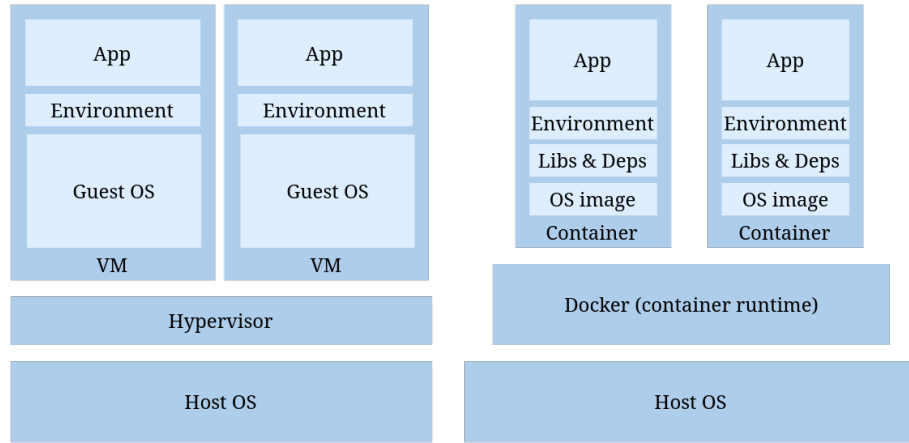 App
Environment
Guest OS
VM
App
Environment
Guest OS
VM
Hypervisor
Host OS
App
Environment
Libs & Deps
OS image
Container
App
Environment
Libs & Deps
OS image
Container
Docker (container runtime)
Host OS